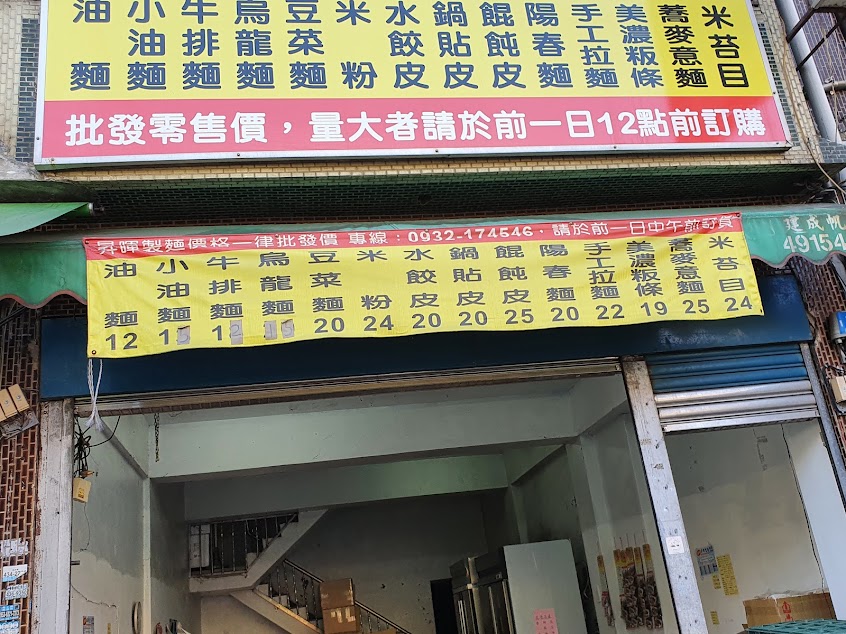 油麵 小油麵 牛排麵 烏龍麵 豆菜麵 米粉 水餃皮 鍋貼皮 餛飩皮 陽春麵 手工拉麵 美濃粄條 蕎麥意麵 米苔目
批發零售價，量大者請於前一日12點前訂購
昇暉製麵價格一律批發價 專線：0932-174546，請於前一日中午前訂貨
油麵 小油麵 牛排麵 烏龍麵 豆菜麵 米粉 水餃皮 鍋貼皮 餛飩皮 陽春麵 手工拉麵 美濃粄條 蕎麥意麵 米苔目
12 13 12 13 20 24 20 20 25 20 22 19 25 24
建成帆
49154